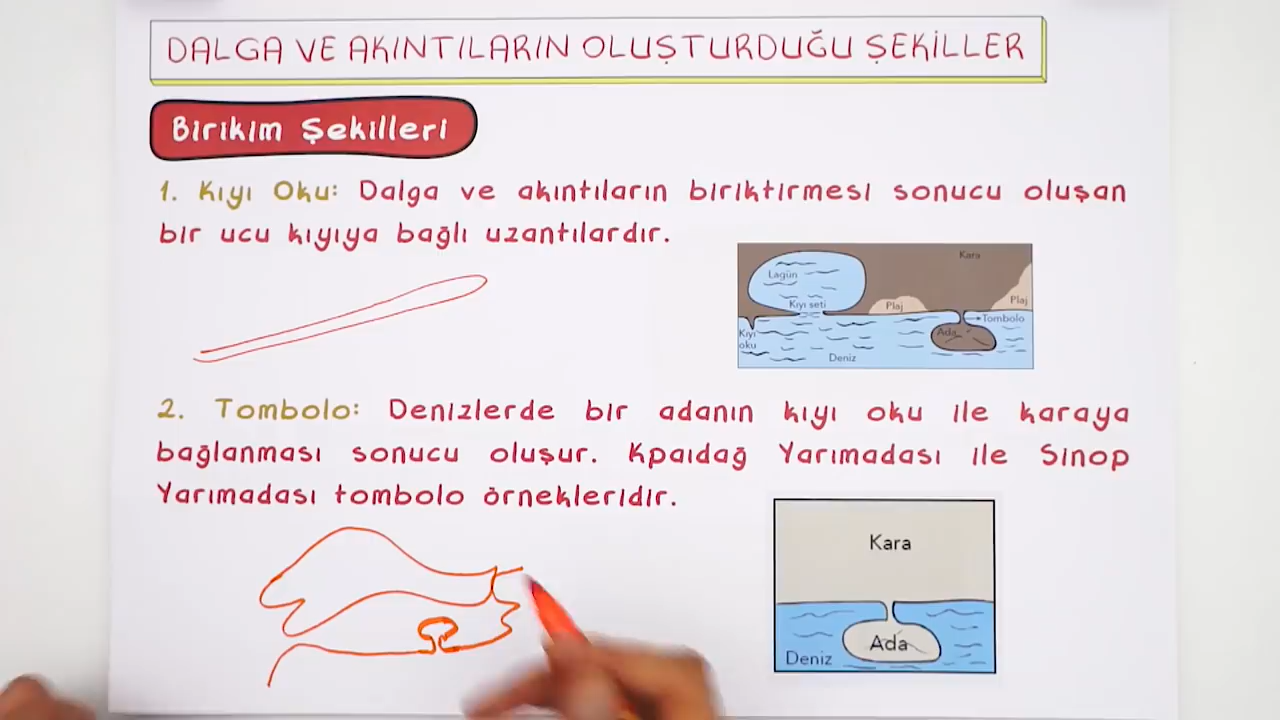 DALGA VE AKINTILARIN OLUŞTURDUĞU ŞEKİLLER
Birikim Şekilleri
1. Kıyı Oku: Dalga ve akıntıların biriktirmesi sonucu oluşan
bir ucu kıyıya bağlı uzantılardır.
Kara
Lagün
Kıyı seti
Plaj
Plaj
Tombolo
Kıyı
oku
Ada
Deniz
2. Tombolo: Denizlerde bir adanın kıyı oku ile karaya
bağlanması sonucu oluşur. Kpaıdağ Yarımadası ile Sinop
Yarımadası tombolo örnekleridir.
Kara
Ada
Deniz